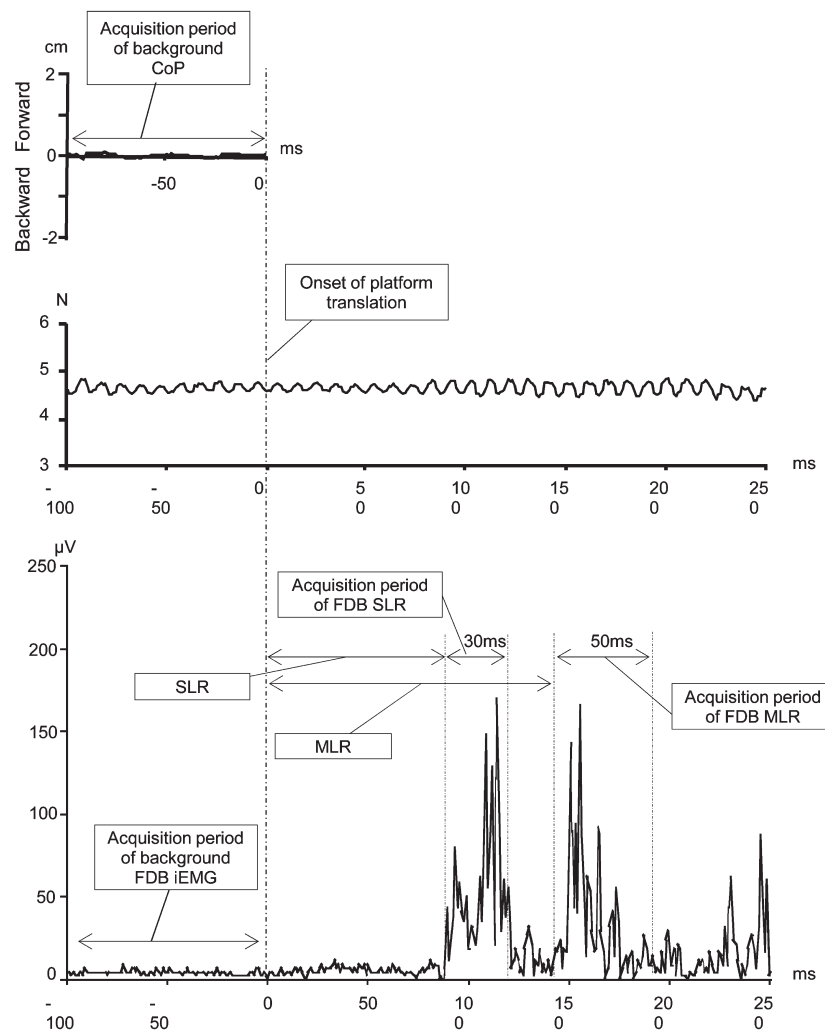 Acquisition period
of background
CoP
cm
2
Forward
0
Backward
-2
-50
0
ms
Onset of platform
translation
N
6
5
4
3
ms
- - 0 5 10 15 20 25
100 50 0 0 0 0 0
µV
250
200
150
100
50
0
Acquisition period
of FDB SLR
30ms
50ms
SLR
MLR
Acquisition period
of FDB MLR
Acquisition period
of background
FDB iEMG
ms
- - 0 50 10 15 20 25
100 50 0 0 0 0